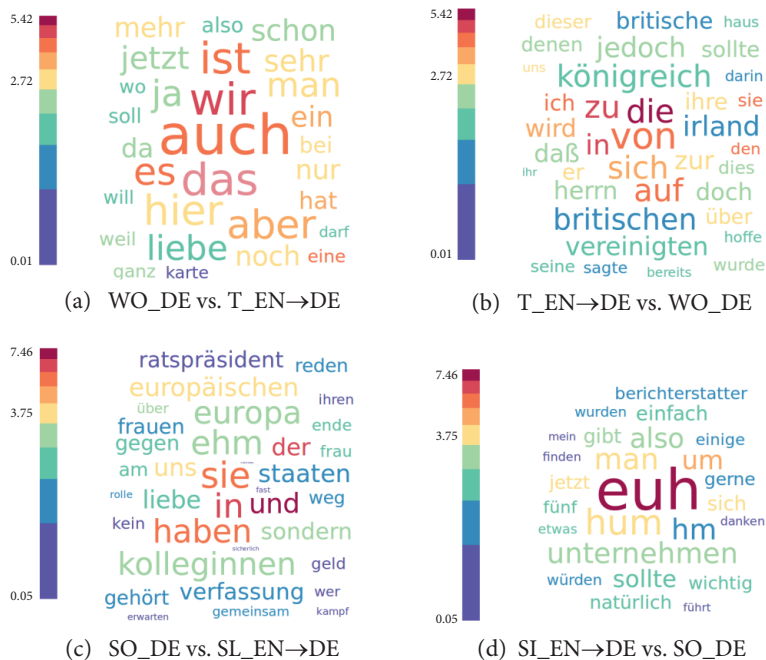 5.42
2.72
0.01
mehr also schon
jetzt ist sehr
wo ja wir man
soll auch ein
da bei
es das nur
will hier hat
aber darf
weil liebe noch eine
ganz karte
(a) WO_DE vs. T_EN→DE
5.42
2.72
0.01
dieser britische haus
denen jedoch sollte
uns königreich darin
ich zu die ihre sie
wird in von irland
daß den
ihr er sich zur dies
herrn auf doch
britischen über
vereinigten hoffe
seine sagte bereits wurde
(b) T_EN→DE vs. WO_DE
7.46
3.75
0.05
ratspräsident reden
europäischen ihren
über europa ende
frauen
gegen ehm der frau
am uns sie staaten
rolle liebe in fast und weg
kein haben sondern
sicherlich
kolleginnen geld
gehört verfassung wer
gemeinsam kampf
erwarten
(c) SO_DE vs. SL_EN→DE
7.46
3.75
0.05
berichterstatter
wurden einfach
mein gibt also einige
finden man um
jetzt euh gerne
fünf sich
etwas hum hm danken
unternehmen
würden sollte wichtig
natürlich führt
(d) SI_EN→DE vs. SO_DE